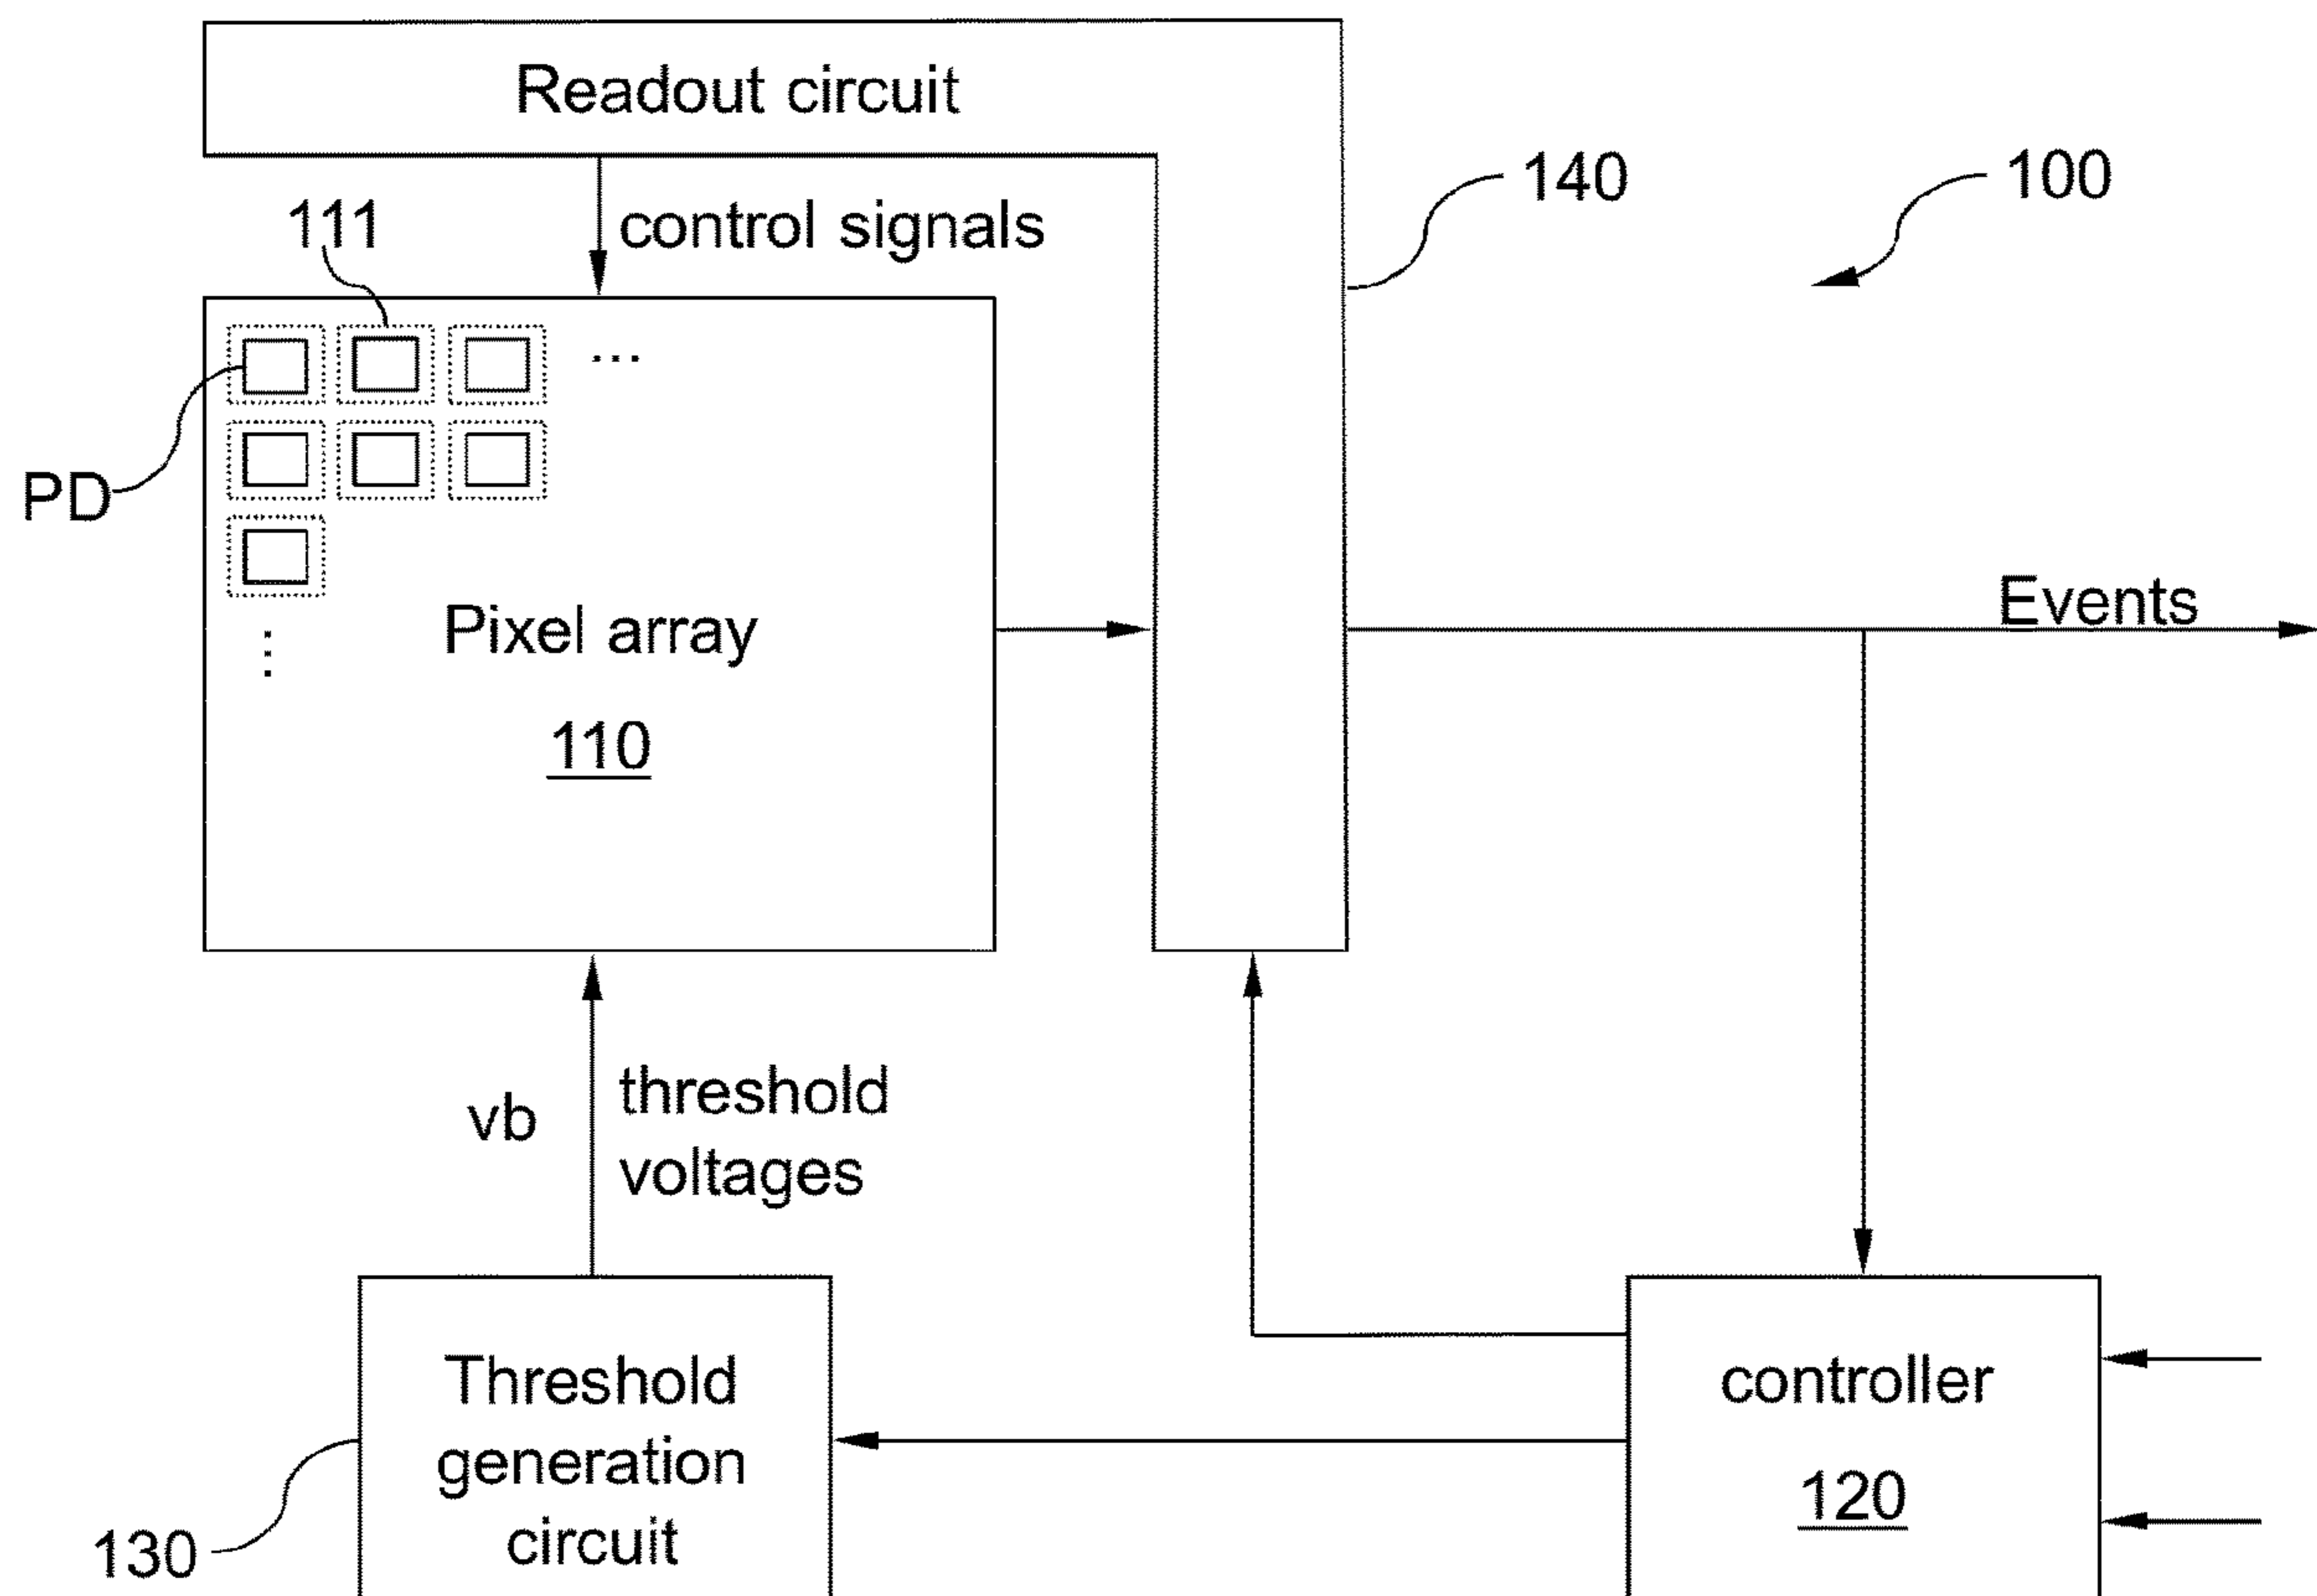 Readout circuit
140
100
111
control signals
...
PD
Events
Pixel array
110
vb
threshold
voltages
Threshold
generation
circuit
130
controller
120